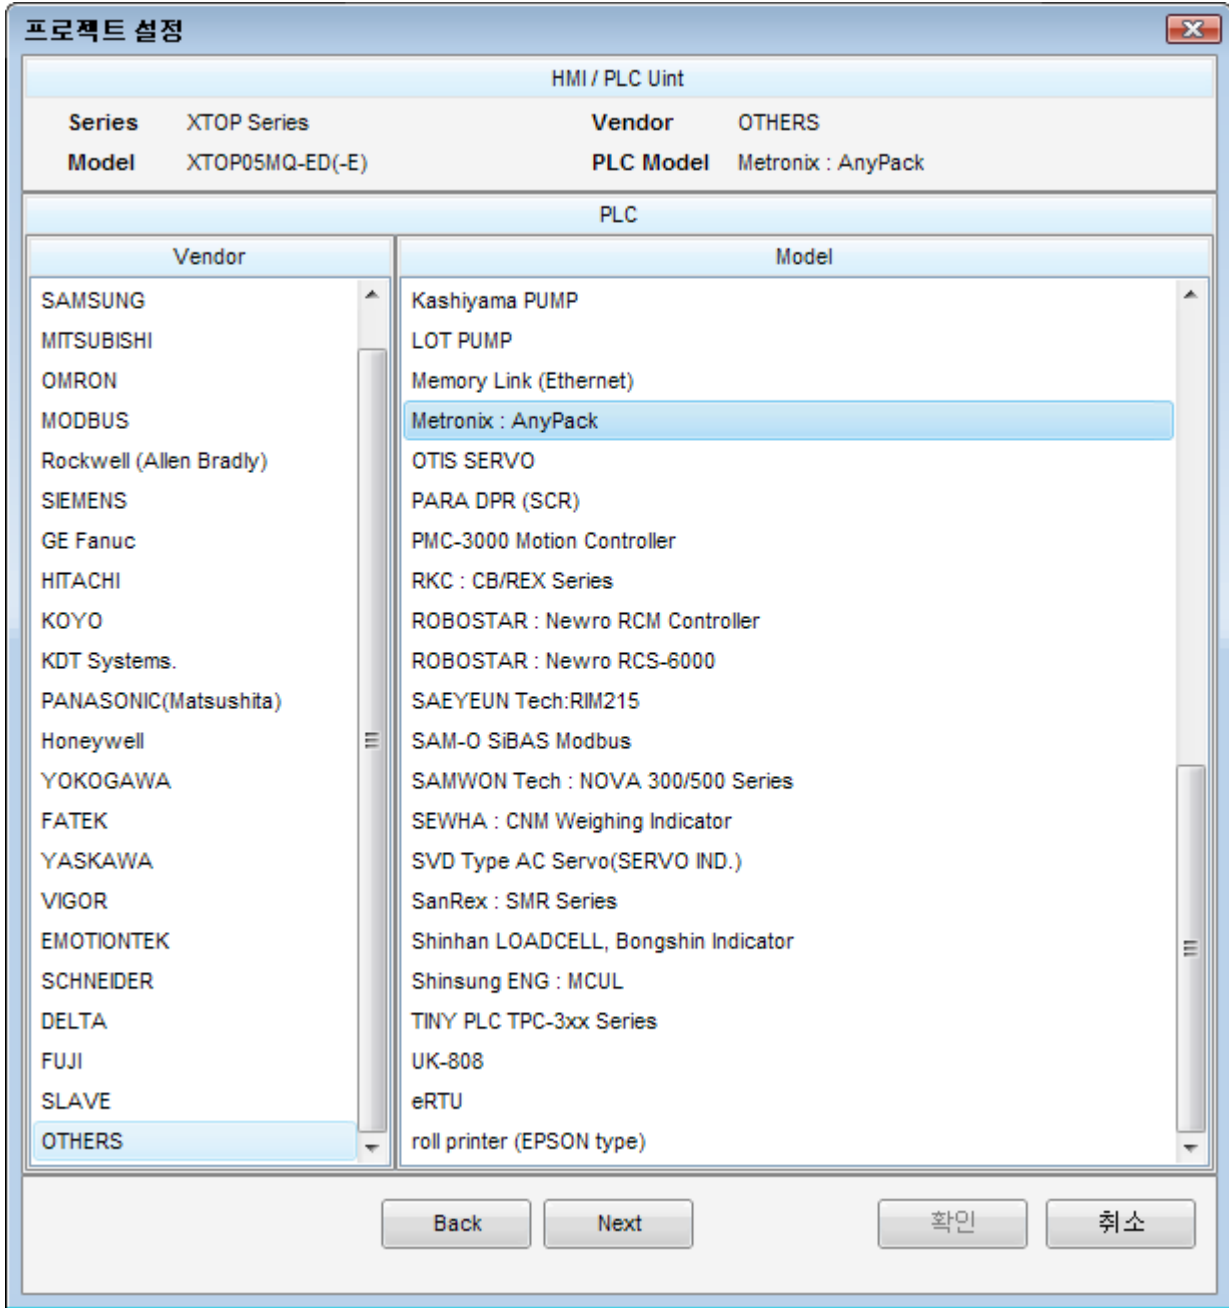 프로젝트 설정
HMI / PLC Uint
Series XTOP Series Vendor OTHERS
Model XTOP05MQ-ED(-E) PLC Model Metronix : AnyPack
PLC
Vendor Model
SAMSUNG Kashiyama PUMP
MITSUBISHI LOT PUMP
OMRON Memory Link (Ethernet)
MODBUS Metronix : AnyPack
Rockwell (Allen Bradly) OTIS SERVO
SIEMENS PARA DPR (SCR)
GE Fanuc PMC-3000 Motion Controller
HITACHI RKC : CB/REX Series
KOYO ROBOSTAR : Newro RCM Controller
KDT Systems. ROBOSTAR : Newro RCS-6000
PANASONIC(Matsushita) SAEYEUN Tech:RIM215
Honeywell SAM-O SiBAS Modbus
YOKOGAWA SAMWON Tech : NOVA 300/500 Series
FATEK SEWHA : CNM Weighing Indicator
YASKAWA SVD Type AC Servo(SERVO IND.)
VIGOR SanRex : SMR Series
EMOTIONTEK Shinhan LOADCELL, Bongshin Indicator
SCHNEIDER Shinsung ENG : MCUL
DELTA TINY PLC TPC-3xx Series
FUJI UK-808
SLAVE eRTU
OTHERS roll printer (EPSON type)
Back Next 확인 취소